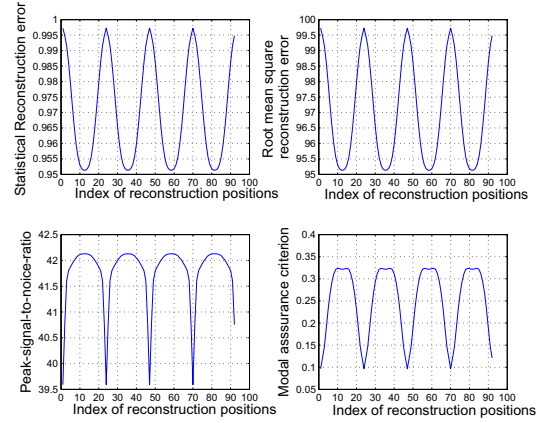 Statistical Reconstruction error
1
0.995
0.99
0.985
0.98
0.975
0.97
0.965
0.96
0.955
0.95
0 10 20 30 40 50 60 70 80 90 100
Index of reconstruction positions
Root mean square
reconstruction error
100
99.5
99
98.5
98
97.5
97
96.5
96
95.5
95
0 10 20 30 40 50 60 70 80 90 100
Index of reconstruction positions
Peak-signal-to-noice-ratio
42.5
42
41.5
41
40.5
40
39.5
0 10 20 30 40 50 60 70 80 90 100
Index of reconstruction positions
Modal asssurance criterion
0.4
0.35
0.3
0.25
0.2
0.15
0.1
0.05
0 10 20 30 40 50 60 70 80 90 100
Index of reconstruction positions